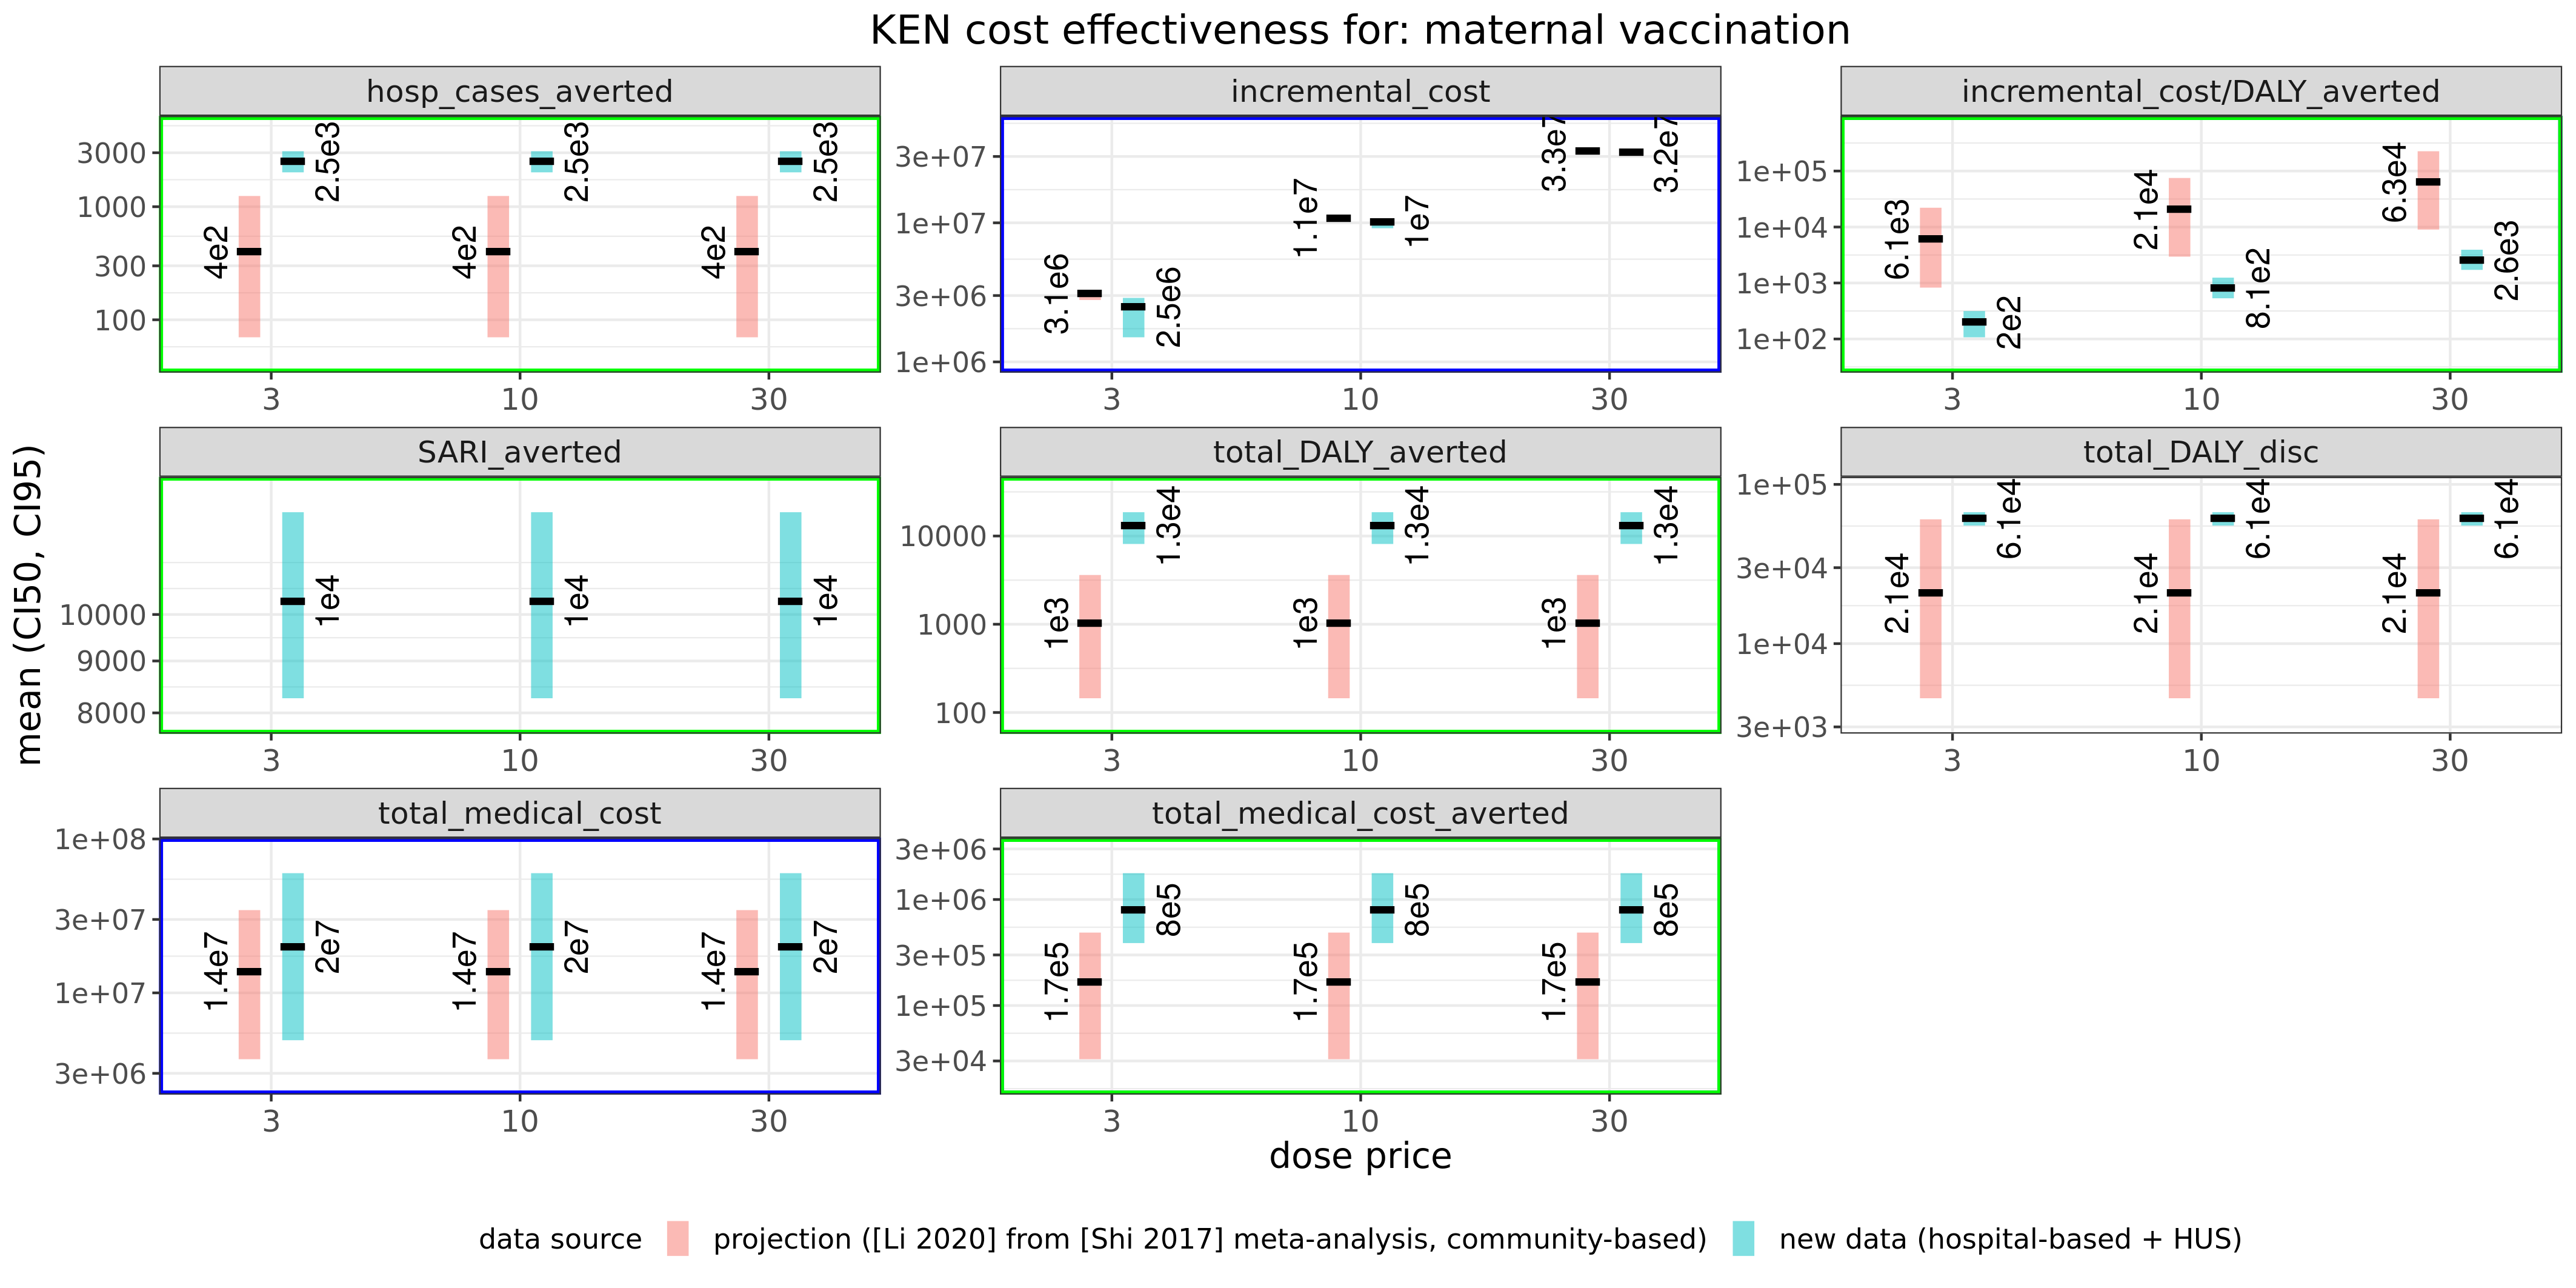 KEN cost effectiveness for: maternal vaccination
hosp_cases_averted
incremental_cost
incremental_cost/DALY_averted
3000
1000
300
100
4e2
2.5e3
4e2
2.5e3
4e2
2.5e3
3 10 30
3e+07
1e+07
3e+06
1e+06
3.1e6
2.5e6
1.1e7
1e7
3.3e7
3.2e7
3 10 30
1e+05
1e+04
1e+03
1e+02
6.1e3
2e2
2.1e4
8.1e2
6.3e4
2.6e3
3 10 30
mean (CI50, CI95)
SARI_averted
total_DALY_averted
total_DALY_disc
10000
9000
8000
1e4
1e4
1e4
3 10 30
10000
1000
100
1e3
1.3e4
1e3
1.3e4
1e3
1.3e4
3 10 30
1e+05
3e+04
1e+04
3e+03
2.1e4
6.1e4
2.1e4
6.1e4
2.1e4
6.1e4
3 10 30
total_medical_cost
total_medical_cost_averted
1e+08
3e+07
1e+07
3e+06
1.4e7
2e7
1.4e7
2e7
1.4e7
2e7
3 10 30
3e+06
1e+06
3e+05
1e+05
3e+04
1.7e5
8e5
1.7e5
8e5
1.7e5
8e5
3 10 30
dose price
data source projection ([Li 2020] from [Shi 2017] meta-analysis, community-based) new data (hospital-based + HUS)